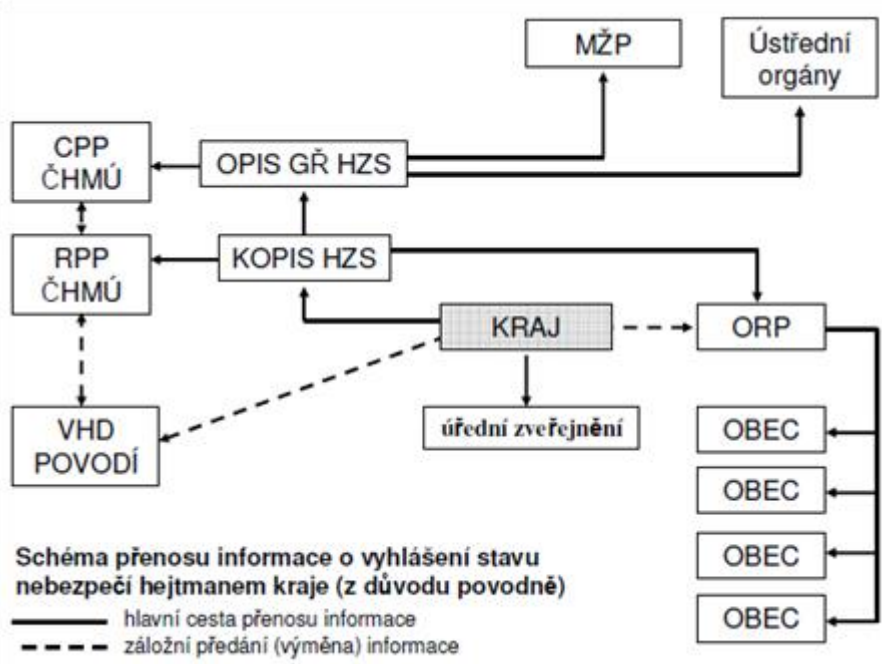 MŽP
Ústřední
orgány
CPP
ČHMÚ
OPIS GŘ HZS
RPP
ČHMÚ
KOPIS HZS
KRAJ
ORP
VHD
POVODÍ
úřední zveřejnění
OBEC
OBEC
OBEC
OBEC
Schéma přenosu informace o vyhlášení stavu
nebezpečí hejtmanem kraje (z důvodu povodně)
hlavní cesta přenosu informace
záložní předání (výměna) informace